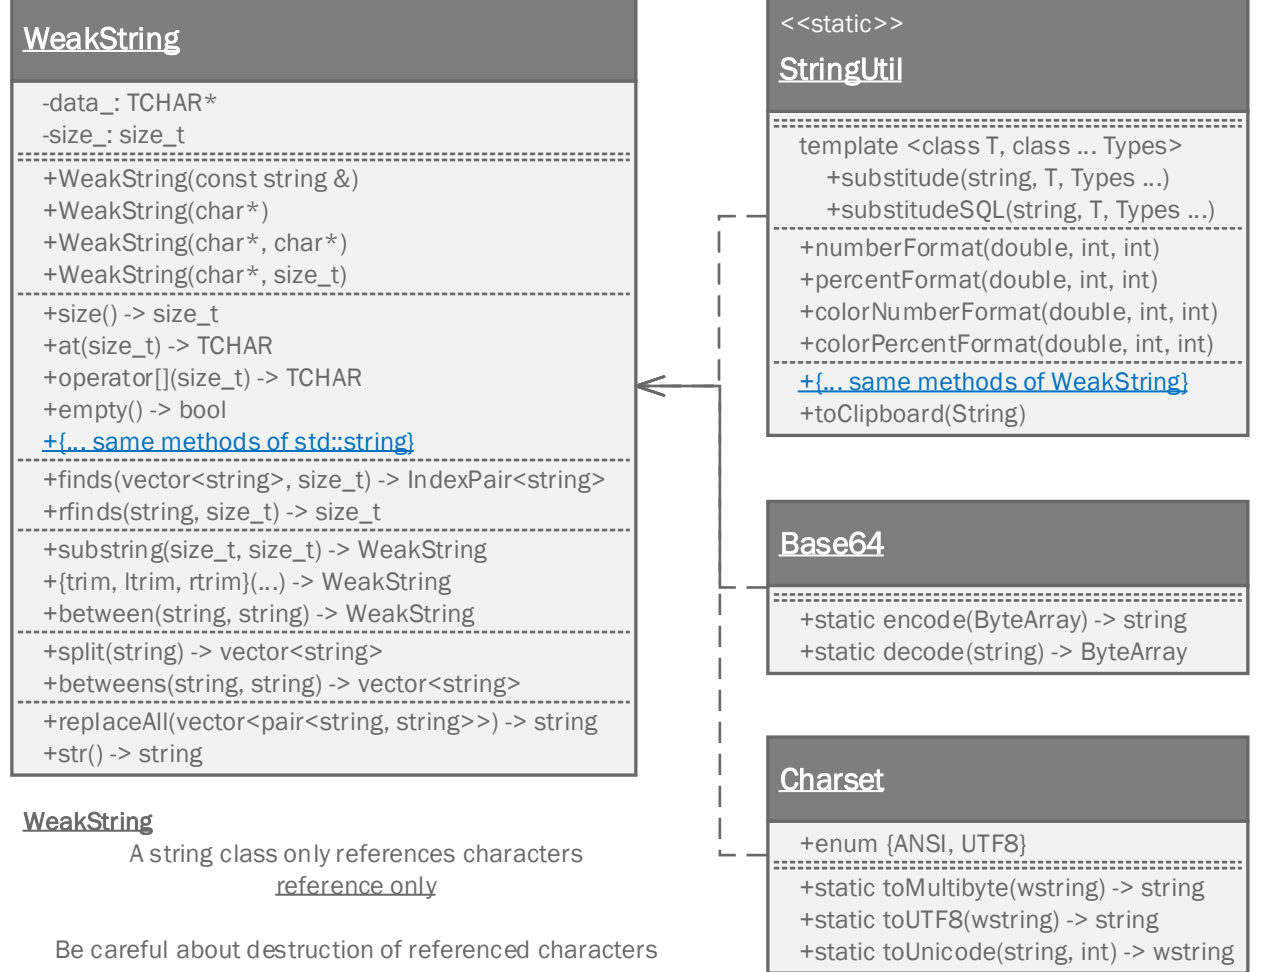 WeakString
-data_: TCHAR*
-size_: size_t
+WeakString(const string &)
+WeakString(char*)
+WeakString(char*, char*)
+WeakString(char*, size_t)
+size() -> size_t
+at(size_t) -> TCHAR
+operator[](size_t) -> TCHAR
+empty() -> bool
+{... same methods of std::string}
+finds(vector<string>, size_t) -> IndexPair<string>
+rfinds(string, size_t) -> size_t
+substring(size_t, size_t) -> WeakString
+{trim, ltrim, rtrim}(...) -> WeakString
+between(string, string) -> WeakString
+split(string) -> vector<string>
+betweens(string, string) -> vector<string>
+replaceAll(vector<pair<string, string>>) -> string
+str() -> string
WeakString
A string class only references characters
reference only
Be careful about destruction of referenced characters
<<static>>
StringUtil
template <class T, class ... Types>
+substitude(string, T, Types ...)
+substitudeSQL(string, T, Types ...)
+numberFormat(double, int, int)
+percentFormat(double, int, int)
+colorNumberFormat(double, int, int)
+colorPercentFormat(double, int, int)
+{... same methods of WeakString}
+toClipboard(String)
Base64
+static encode(ByteArray) -> string
+static decode(string) -> ByteArray
Charset
+enum {ANSI, UTF8}
+static toMultibyte(wstring) -> string
+static toUTF8(wstring) -> string
+static toUnicode(string, int) -> wstring